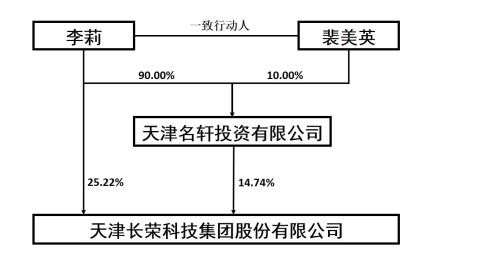 一致行动人
李莉
裴美英
90.00%
10.00%
天津名轩投资有限公司
25.22%
14.74%
天津长荣科技集团股份有限公司